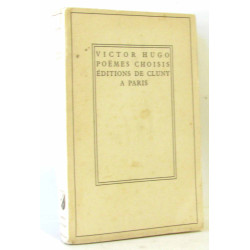 VICTOR HUGO
POÈMES CHOISIS
ÉDITIONS DE CLUNY
A PARIS